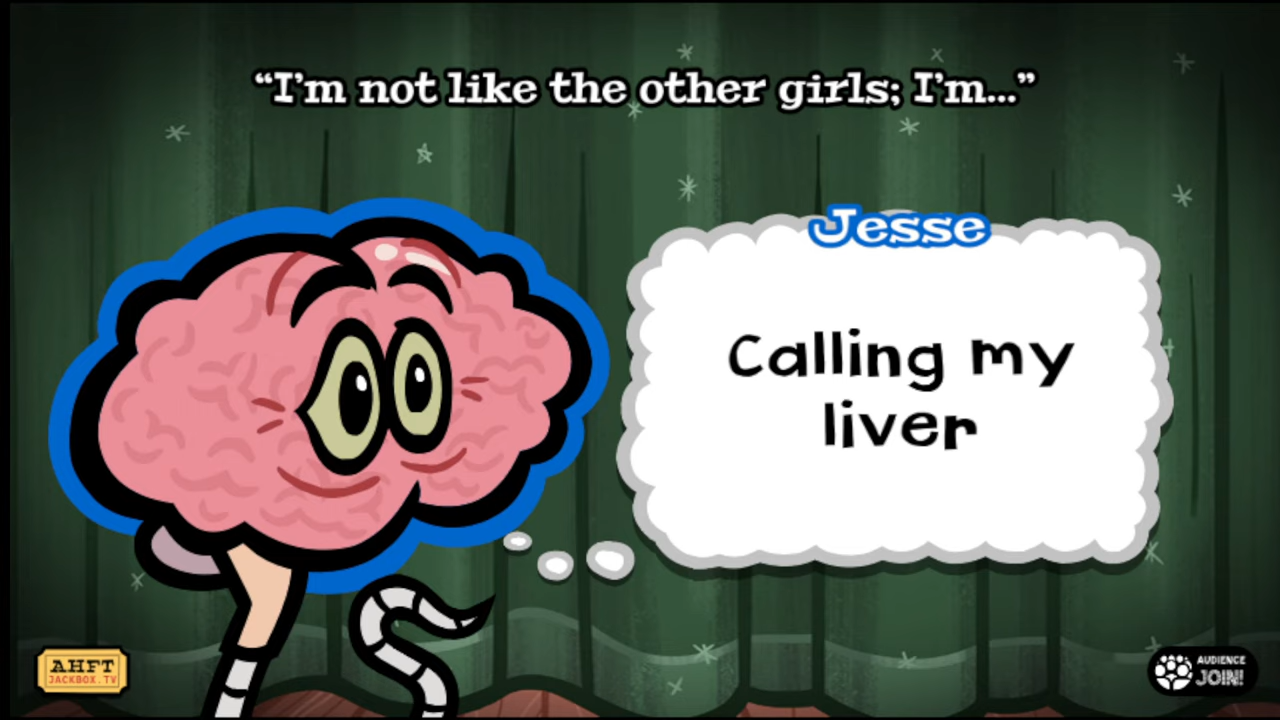 “I’m not like the other girls; I’m...”
Jesse
Calling my
liver
AHFT
JACKBOX.TV
AUDIENCE
JOIN!